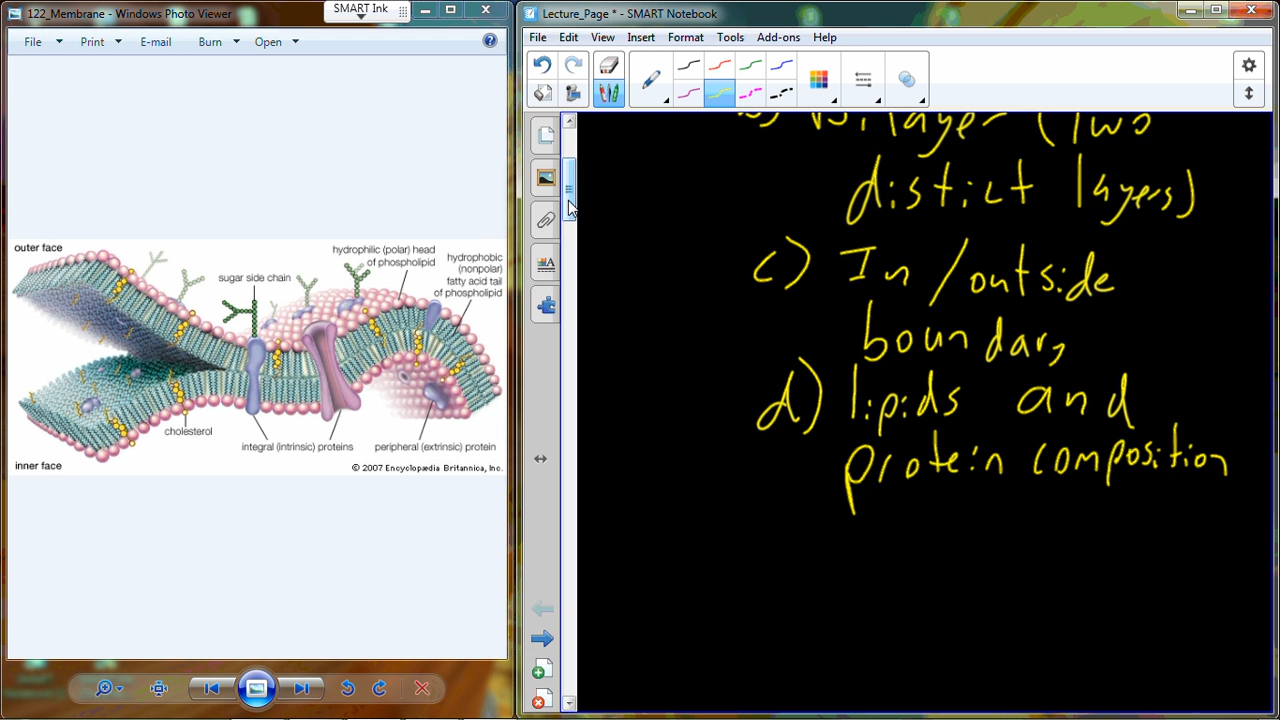 122_Membrane - Windows Photo Viewer
SMART Ink
File Print E-mail Burn Open
outer face
hydrophilic (polar) head
of phospholipid
hydrophobic
(nonpolar)
fatty acid tail
of phospholipid
sugar side chain
cholesterol
integral (intrinsic) proteins
peripheral (extrinsic) protein
inner face
© 2007 Encyclopædia Britannica, Inc.
Lecture_Page * - SMART Notebook
File Edit View Insert Format Tools Add-ons Help
b) Bilayer (Two
distict layers)
c) In/outside
boundary
d) lipids and
protein composition